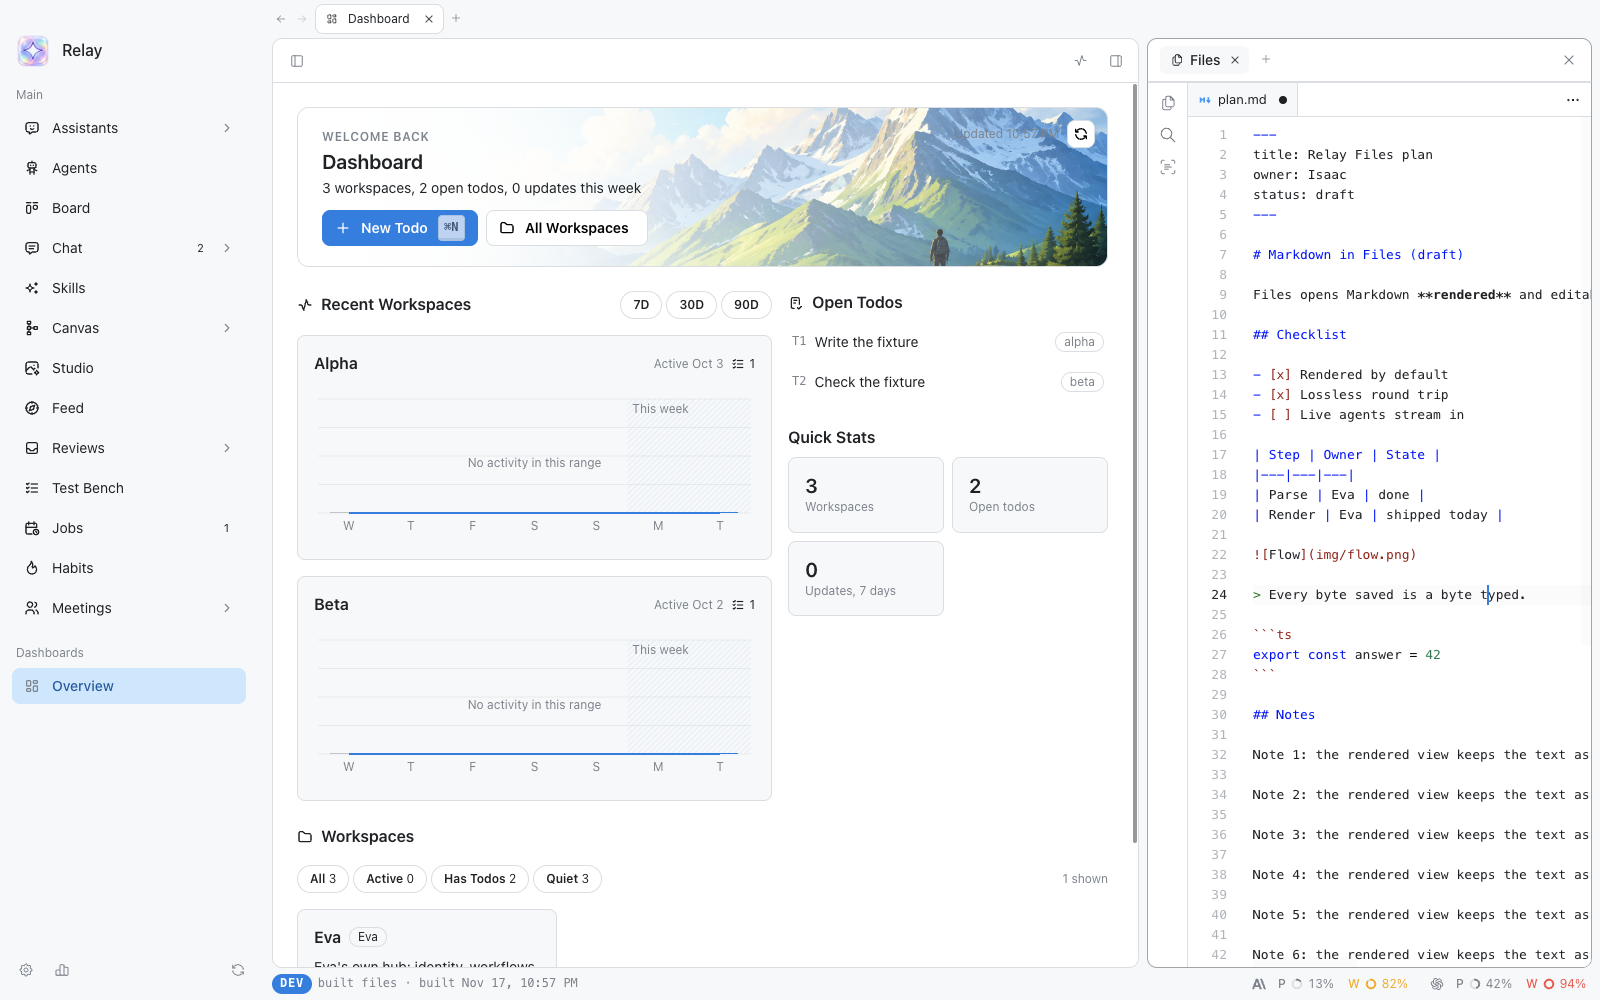 Dashboard
Relay
Main
Assistants
Agents
Board
Chat 2
Skills
Canvas
Studio
Feed
Reviews
Test Bench
Jobs 1
Habits
Meetings
Dashboards
Overview
WELCOME BACK
Updated 10:57 PM
Dashboard
3 workspaces, 2 open todos, 0 updates this week
New Todo ⌘N
All Workspaces
Recent Workspaces
7D 30D 90D
Alpha
Active Oct 3 1
This week
No activity in this range
W T F S S M T
Beta
Active Oct 2 1
This week
No activity in this range
W T F S S M T
Open Todos
T1 Write the fixture alpha
T2 Check the fixture beta
Quick Stats
3
Workspaces
2
Open todos
0
Updates, 7 days
Workspaces
All 3 Active 0 Has Todos 2 Quiet 3
1 shown
Eva Eva
Eva's own hub: identity, workflows
Files
plan.md
1 ---
2 title: Relay Files plan
3 owner: Isaac
4 status: draft
5 ---
6
7 # Markdown in Files (draft)
8
9 Files opens Markdown **rendered** and edita
10
11 ## Checklist
12
13 - [x] Rendered by default
14 - [x] Lossless round trip
15 - [ ] Live agents stream in
16
17 | Step | Owner | State |
18 |---|---|---|
19 | Parse | Eva | done |
20 | Render | Eva | shipped today |
21
22 ![Flow](img/flow.png)
23
24 > Every byte saved is a byte typed.
25
26 ```ts
27 export const answer = 42
28 ```
29
30 ## Notes
31
32 Note 1: the rendered view keeps the text as
33
34 Note 2: the rendered view keeps the text as
35
36 Note 3: the rendered view keeps the text as
37
38 Note 4: the rendered view keeps the text as
39
40 Note 5: the rendered view keeps the text as
41
42 Note 6: the rendered view keeps the text as
DEV built files · built Nov 17, 10:57 PM
P 13% W 82% P 42% W 94%